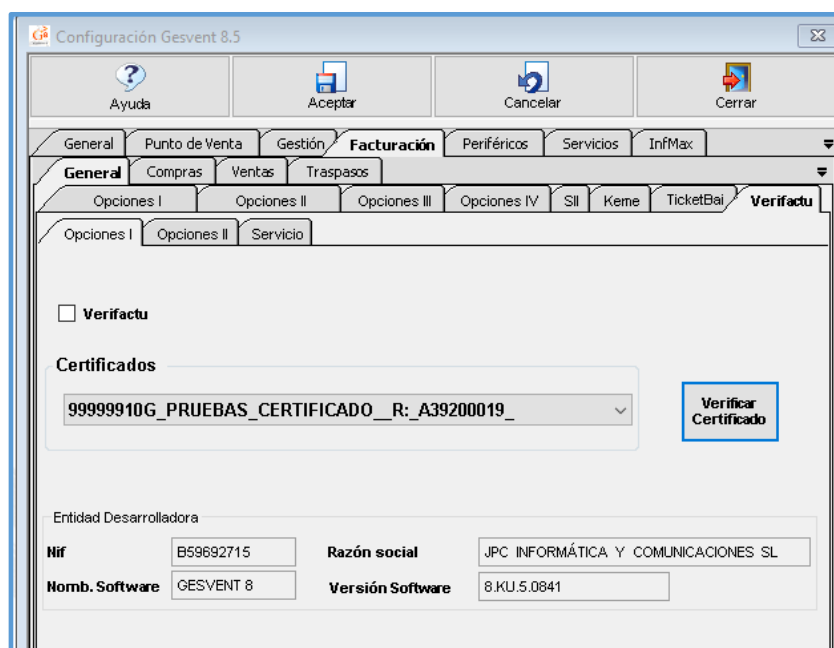 Configuración Gesvent 8.5
Ayuda Aceptar Cancelar Cerrar
General Punto de Venta Gestión Facturación Periféricos Servicios InfMax
General Compras Ventas Traspasos
Opciones I Opciones II Opciones III Opciones IV SII Keme TicketBai Verifactu
Opciones I Opciones II Servicio
Verifactu
Certificados
99999910G_PRUEBAS_CERTIFICADO__R:_A39200019_
Verificar
Certificado
Entidad Desarrolladora
Nif B59692715 Razón social JPC INFORMÁTICA Y COMUNICACIONES SL
Nomb. Software GESVENT 8 Versión Software 8.KU.5.0841